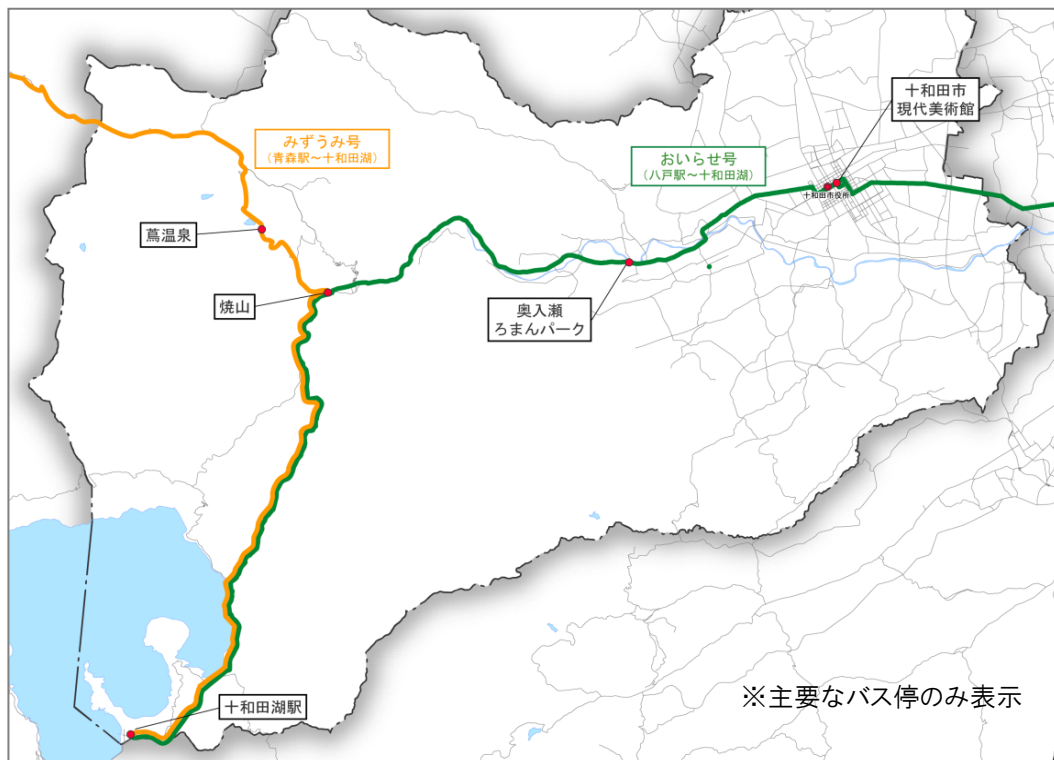 十和田市
現代美術館
みずうみ号
(青森駅~十和田湖)
おいらせ号
(八戸駅~十和田湖)
十和田市役所
蔦温泉
焼山
奥入瀬
ろまんパーク
十和田湖駅
※主要なバス停のみ表示